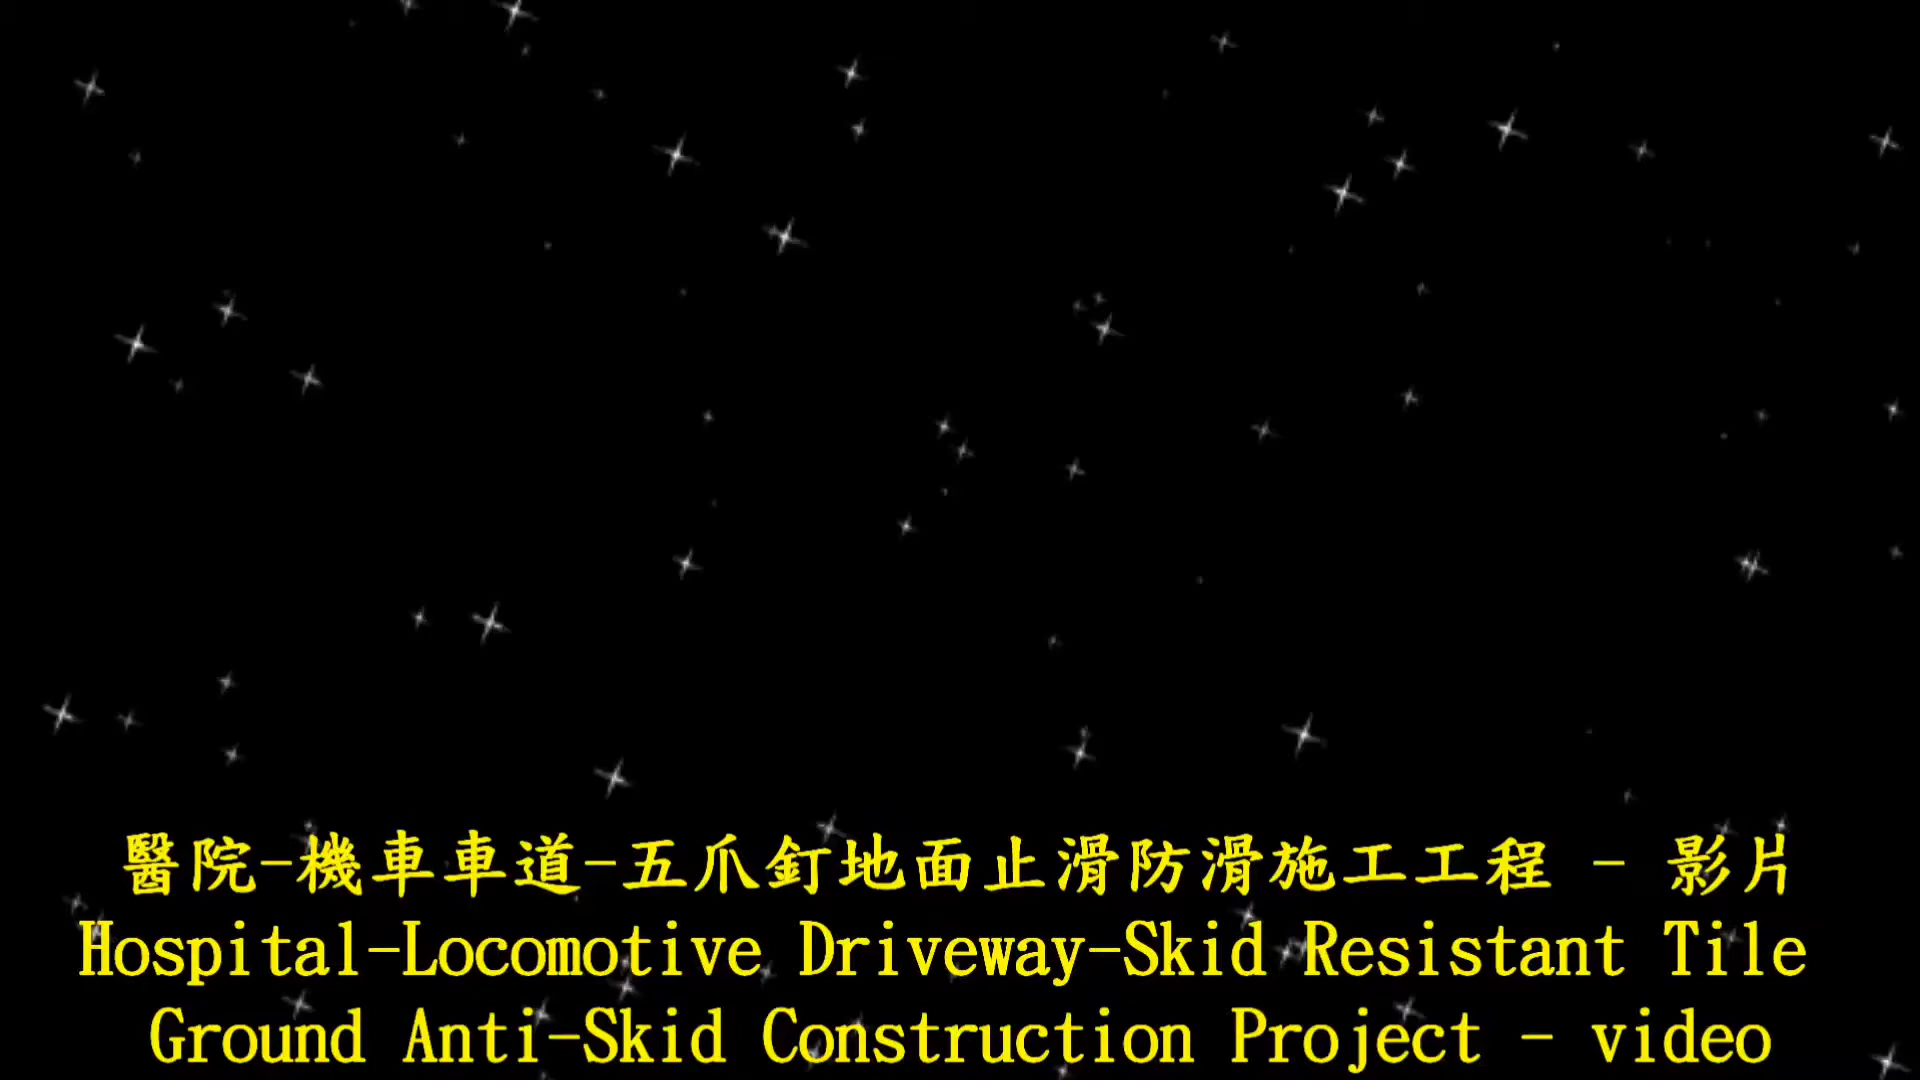 醫院-機車車道-五爪釘地面止滑防滑施工工程 - 影片
Hospital-Locomotive Driveway-Skid Resistant Tile
Ground Anti-Skid Construction Project - video